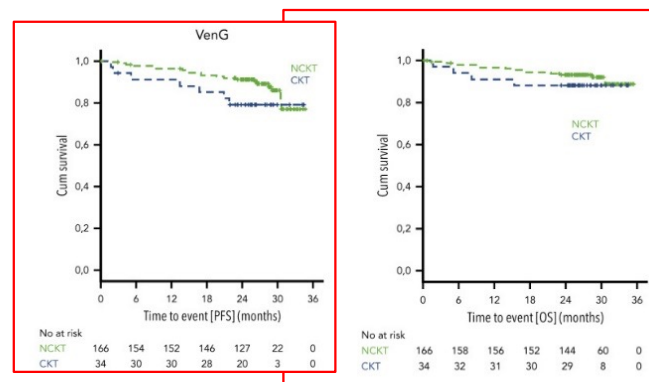 VenG
1,0
0,8
0,6
0,4
0,2
0,0
Cum survival
NCKT
CKT
0 6 12 18 24 30 36
Time to event [PFS] (months)
No at risk
NCKT 166 154 152 146 127 22 0
CKT 34 30 30 28 20 3 0
1,0
0,8
0,6
0,4
0,2
0,0
Cum survival
NCKT
CKT
0 6 12 18 24 30 36
Time to event [OS] (months)
No at risk
NCKT 166 158 156 152 144 60 0
CKT 34 32 31 30 29 8 0